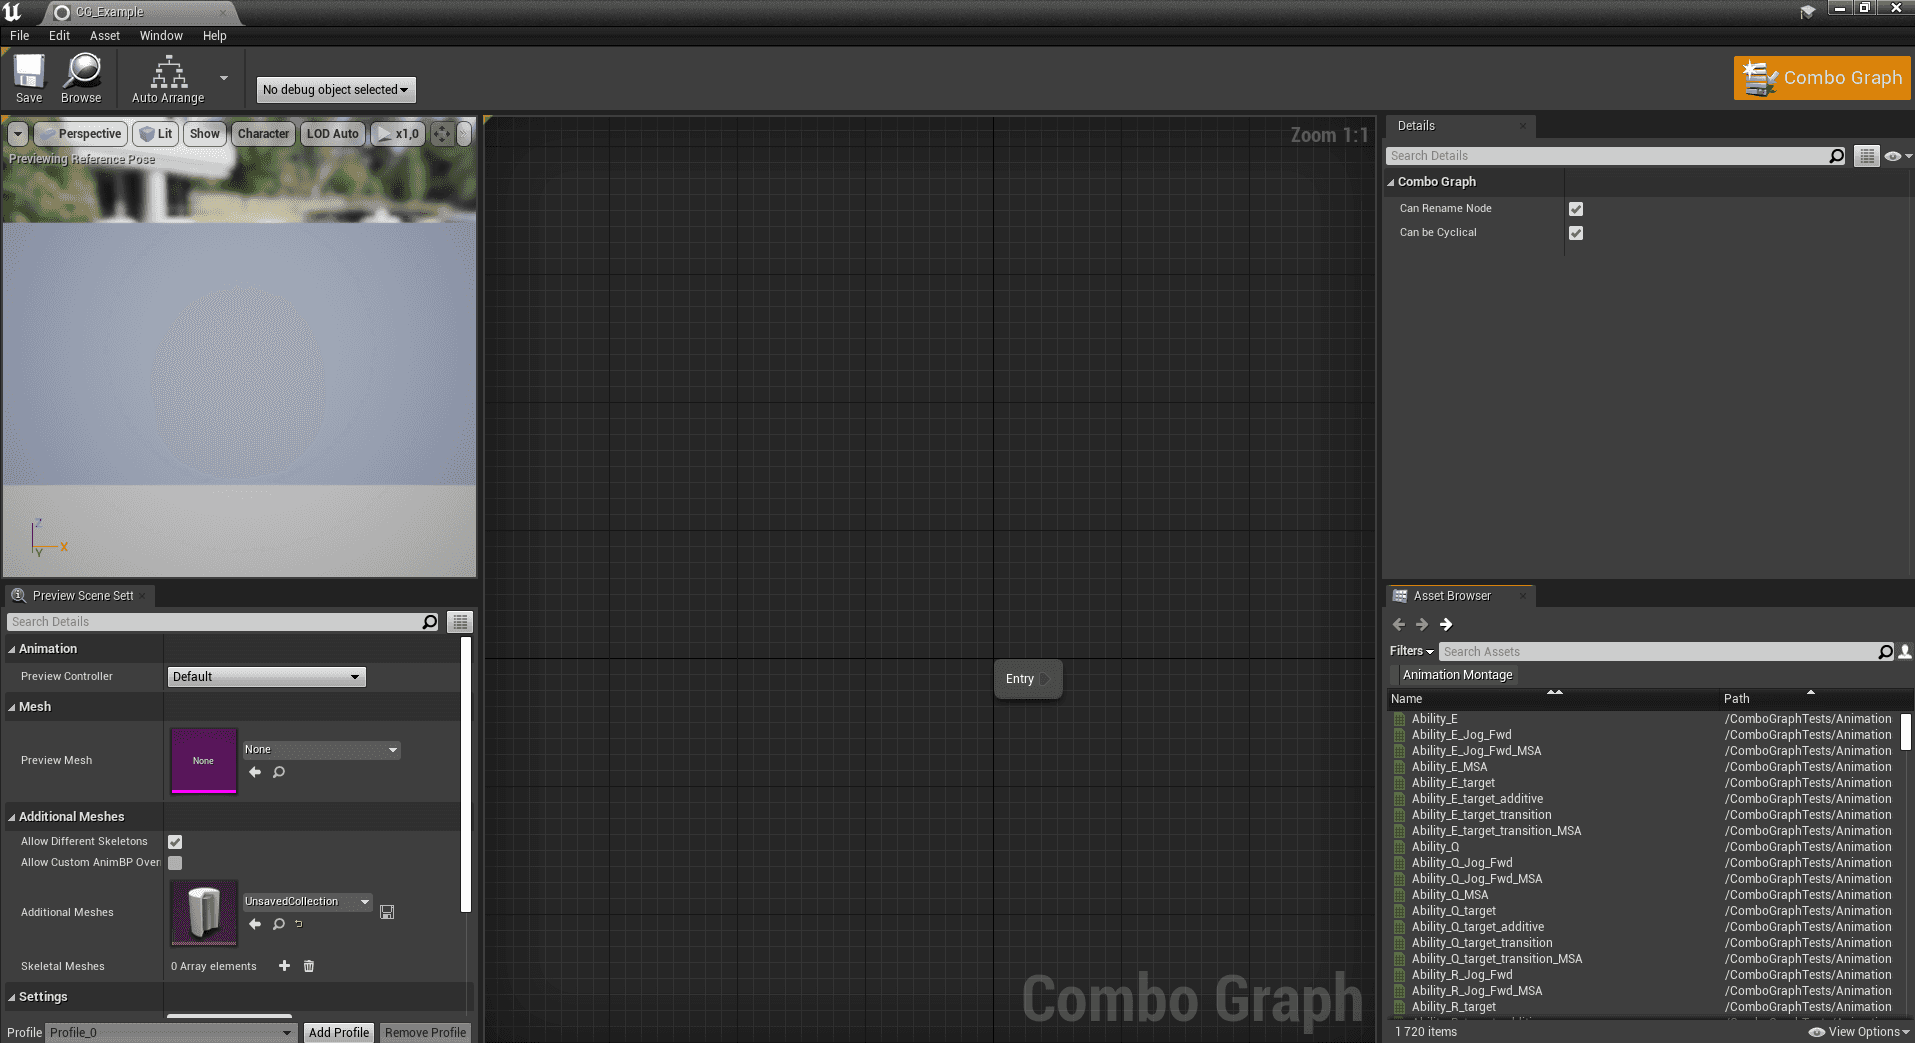 CG_Example
File Edit Asset Window Help
Save Browse Auto Arrange No debug object selected Combo Graph
Perspective Lit Show Character LOD Auto x1,0
Previewing Reference Pose
Z
Y X
Zoom 1:1
Entry
Combo Graph
Preview Scene Sett
Search Details
Animation
Preview Controller Default
Mesh
Preview Mesh None None
Additional Meshes
Allow Different Skeletons
Allow Custom AnimBP Over
Additional Meshes UnsavedCollection
Skeletal Meshes 0 Array elements
Settings
Profile Profile_0 Add Profile Remove Profile
Details
Search Details
Combo Graph
Can Rename Node
Can be Cyclical
Asset Browser
Filters Search Assets
Animation Montage
Name Path
Ability_E /ComboGraphTests/Animation
Ability_E_Jog_Fwd /ComboGraphTests/Animation
Ability_E_Jog_Fwd_MSA /ComboGraphTests/Animation
Ability_E_MSA /ComboGraphTests/Animation
Ability_E_target /ComboGraphTests/Animation
Ability_E_target_additive /ComboGraphTests/Animation
Ability_E_target_transition /ComboGraphTests/Animation
Ability_E_target_transition_MSA /ComboGraphTests/Animation
Ability_Q /ComboGraphTests/Animation
Ability_Q_Jog_Fwd /ComboGraphTests/Animation
Ability_Q_Jog_Fwd_MSA /ComboGraphTests/Animation
Ability_Q_MSA /ComboGraphTests/Animation
Ability_Q_target /ComboGraphTests/Animation
Ability_Q_target_additive /ComboGraphTests/Animation
Ability_Q_target_transition /ComboGraphTests/Animation
Ability_Q_target_transition_MSA /ComboGraphTests/Animation
Ability_R_Jog_Fwd /ComboGraphTests/Animation
Ability_R_Jog_Fwd_MSA /ComboGraphTests/Animation
Ability_R_target /ComboGraphTests/Animation
1 720 items View Options